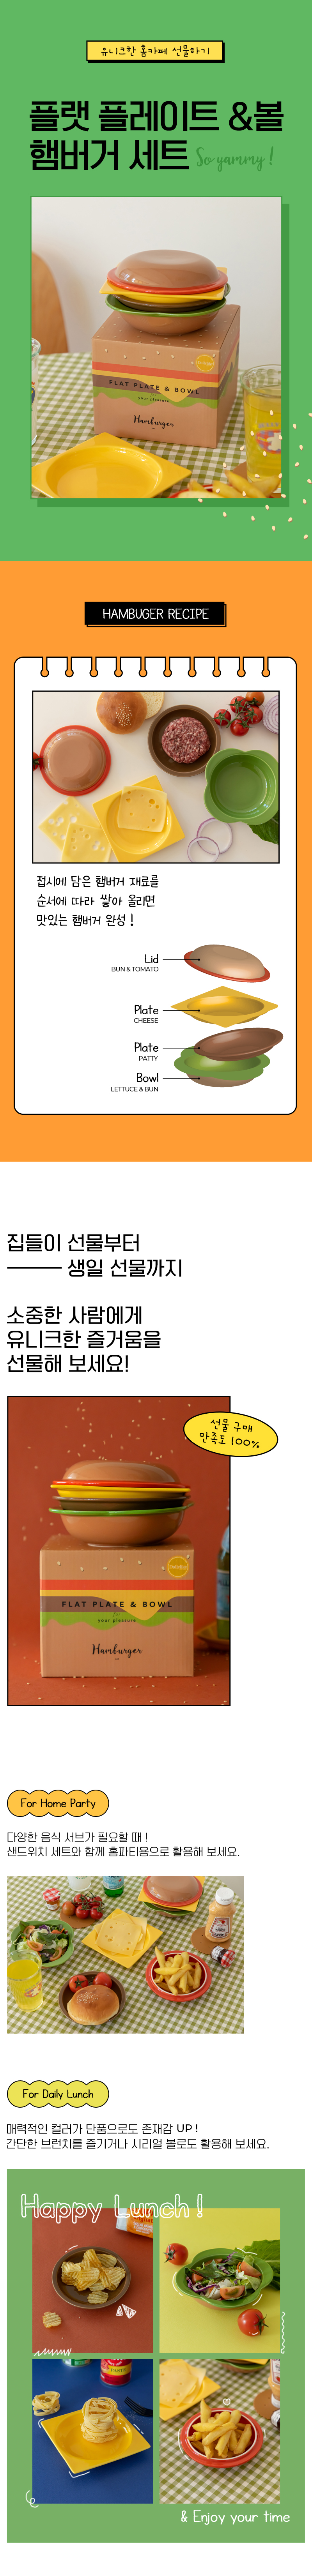 유니크한 홈카페 선물하기
플랫 플레이트 &볼
햄버거 세트 So yammy !
FLAT PLATE & BOWL
your pleasure
Hamburger
HAMBUGER RECIPE
접시에 담은 햄버거 재료를
순서에 따라 쌓아 올리면
맛있는 햄버거 완성 !
Lid
BUN & TOMATO
Plate
CHEESE
Plate
PATTY
Bowl
LETTUCE & BUN
집들이 선물부터
생일 선물까지
소중한 사람에게
유니크한 즐거움을
선물해 보세요!
선물 구매
만족도 100%
FLAT PLATE & BOWL
your pleasure
Hamburger
For Home Party
다양한 음식 서브가 필요할 때 !
샌드위치 세트와 함께 홈파티용으로 활용해 보세요.
For Daily Lunch
매력적인 컬러가 단품으로도 존재감 UP !
간단한 브런치를 즐기거나 시리얼 볼로도 활용해 보세요.
Happy Lunch !
& Enjoy your time